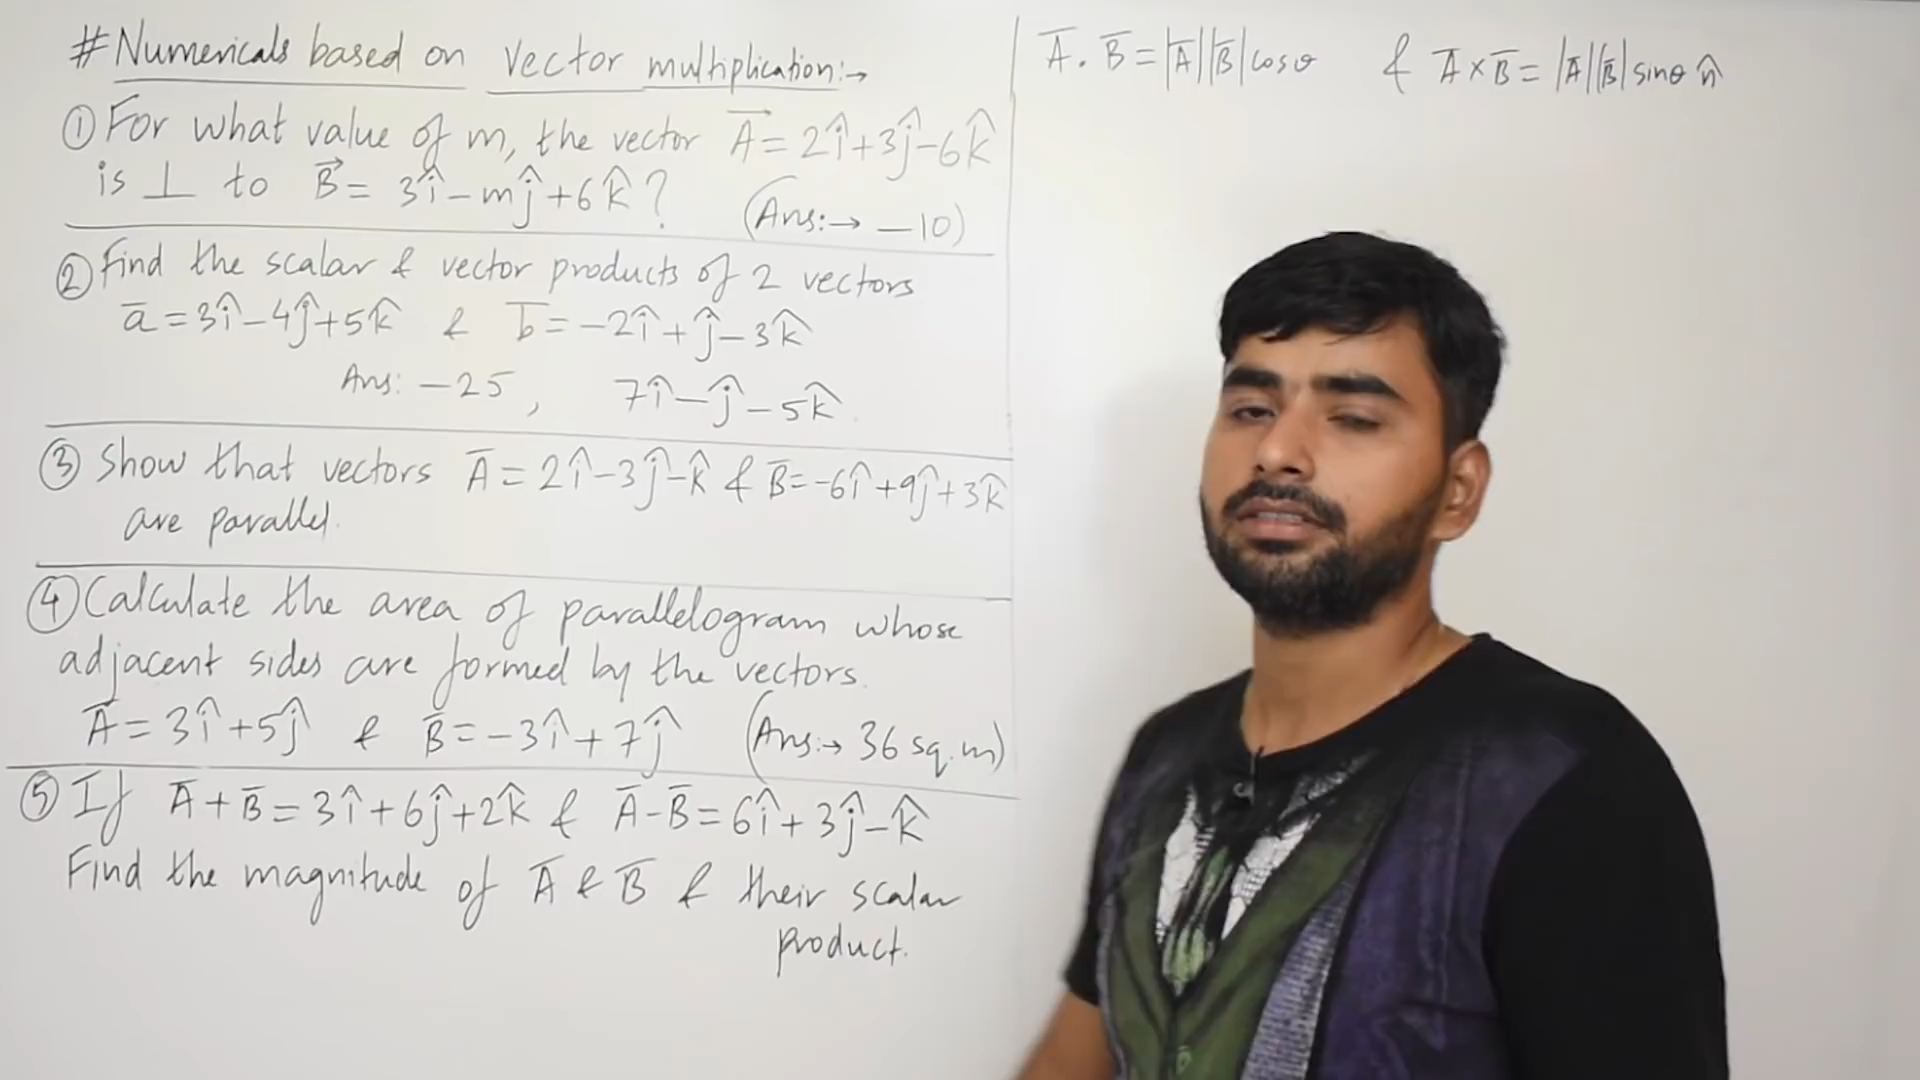 # Numericals based on vector multiplication:→
① For what value of m, the vector A⃗ = 2î+3ĵ-6k̂
is ⊥ to B⃗ = 3î-mĵ+6k̂ ?
(Ans:→ -10)
② Find the scalar & vector products of 2 vectors
a̅ = 3î-4ĵ+5k̂ & b̅ = -2î+ĵ-3k̂
Ans: -25, 7î-ĵ-5k̂.
③ Show that vectors A̅ = 2î-3ĵ-k̂ & B̅ = -6î+9ĵ+3k̂
are parallel.
④ Calculate the area of parallelogram whose
adjacent sides are formed by the vectors.
A̅ = 3î+5ĵ & B̅ = -3î+7ĵ (Ans:→ 36 sq.m)
⑤ If A̅+B̅ = 3î+6ĵ+2k̂ & A̅-B̅ = 6î+3ĵ-k̂
Find the magnitude of A̅ & B̅ & their scalar
product.
A̅.B̅ = |A̅||B̅|cosθ & A̅×B̅ = |A̅||B̅|sinθ n̂